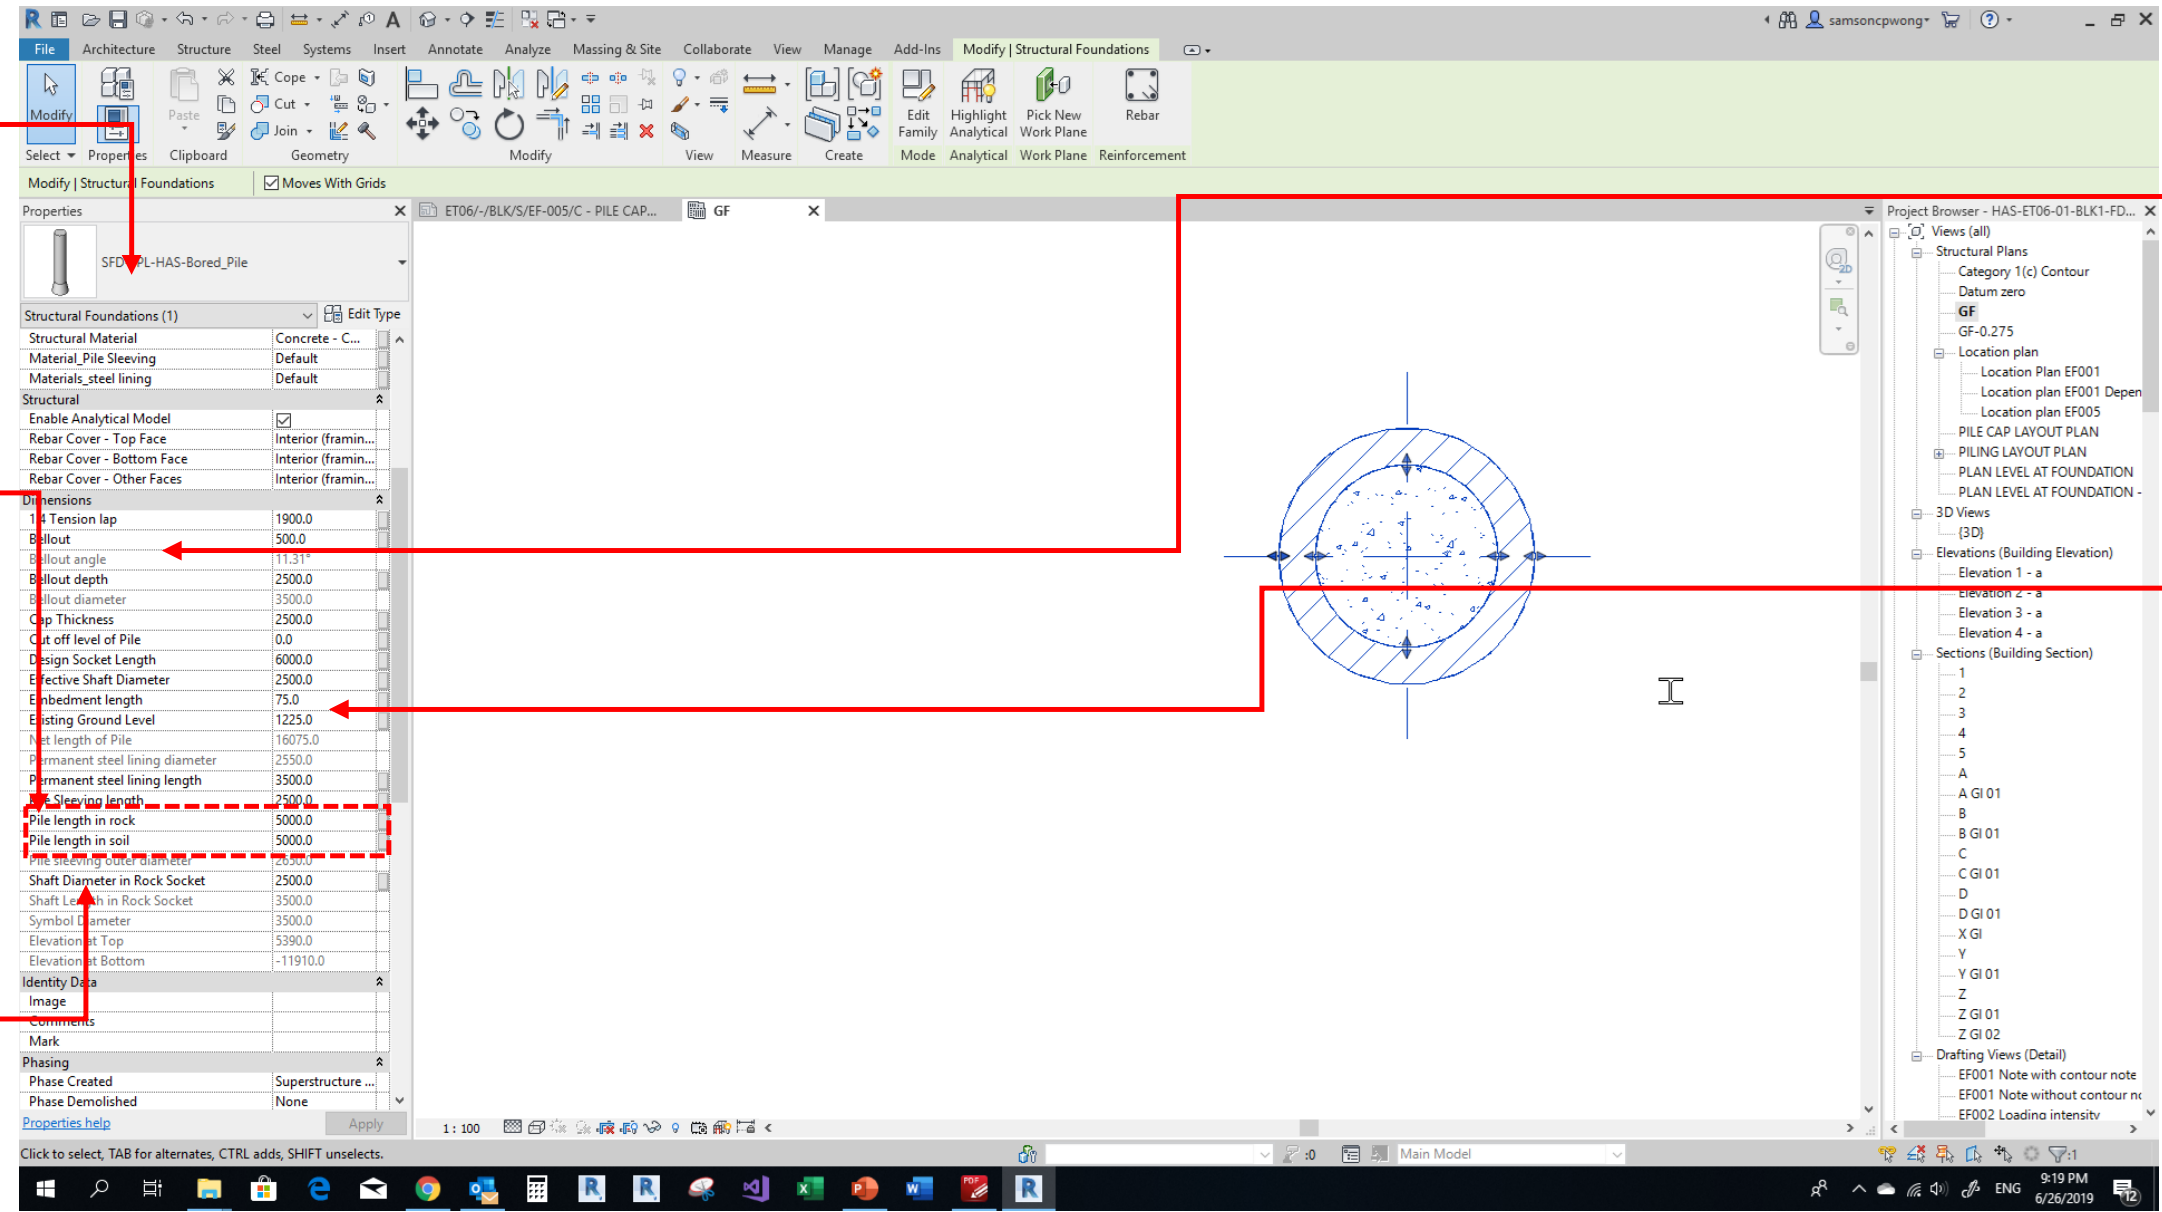 samsoncpwong
File Architecture Structure Steel Systems Insert Annotate Analyze Massing & Site Collaborate View Manage Add-Ins Modify | Structural Foundations
Modify
Paste
Cope
Cut
Join
Edit Family
Highlight Analytical
Pick New Work Plane
Rebar
Select Properties Clipboard Geometry Modify View Measure Create Mode Analytical Work Plane Reinforcement
Modify | Structural Foundations Moves With Grids
Properties
ET06/-/BLK/S/EF-005/C - PILE CAP...
GF
Project Browser - HAS-ET06-01-BLK1-FD...
PL-HAS-Bored_Pile
Structural Foundations (1) Edit Type
Structural Material Concrete - C...
Material_Pile Sleeving Default
Materials_steel lining Default
Structural
Enable Analytical Model
Rebar Cover - Top Face Interior (framin...
Rebar Cover - Bottom Face Interior (framin...
Rebar Cover - Other Faces Interior (framin...
Dimensions
Tension lap 1900.0
Bellout 500.0
Bellout angle 11.31°
Bellout depth 2500.0
Bellout diameter 3500.0
Cap Thickness 2500.0
Cut off level of Pile 0.0
Design Socket Length 6000.0
Effective Shaft Diameter 2500.0
Embedment length 75.0
Existing Ground Level 1225.0
Net length of Pile 16075.0
Permanent steel lining diameter 2550.0
Permanent steel lining length 3500.0
Pile Sleeving length 2500.0
Pile length in rock 5000.0
Pile length in soil 5000.0
Pile sleeving outer diameter 2650.0
Shaft Diameter in Rock Socket 2500.0
Shaft Length in Rock Socket 3500.0
Symbol Diameter 3500.0
Elevation at Top 5390.0
Elevation at Bottom -11910.0
Identity Data
Image
Comments
Mark
Phasing
Phase Created Superstructure ...
Phase Demolished None
Properties help Apply
2D
Views (all)
Structural Plans
Category 1(c) Contour
Datum zero
GF
GF-0.275
Location plan
Location Plan EF001
Location plan EF001 Depen
Location plan EF005
PILE CAP LAYOUT PLAN
PILING LAYOUT PLAN
PLAN LEVEL AT FOUNDATION
PLAN LEVEL AT FOUNDATION -
3D Views
{3D}
Elevations (Building Elevation)
Elevation 1 - a
Elevation 2 - a
Elevation 3 - a
Elevation 4 - a
Sections (Building Section)
1
2
3
4
5
A
A GI 01
B
B GI 01
C
C GI 01
D
D GI 01
X GI
Y
Y GI 01
Z
Z GI 01
Z GI 02
Drafting Views (Detail)
EF001 Note with contour note
EF001 Note without contour no
EF002 Loading intensity
1 : 100
Click to select, TAB for alternates, CTRL adds, SHIFT unselects.
:0 Main Model :1
ENG 9:19 PM
6/26/2019
12